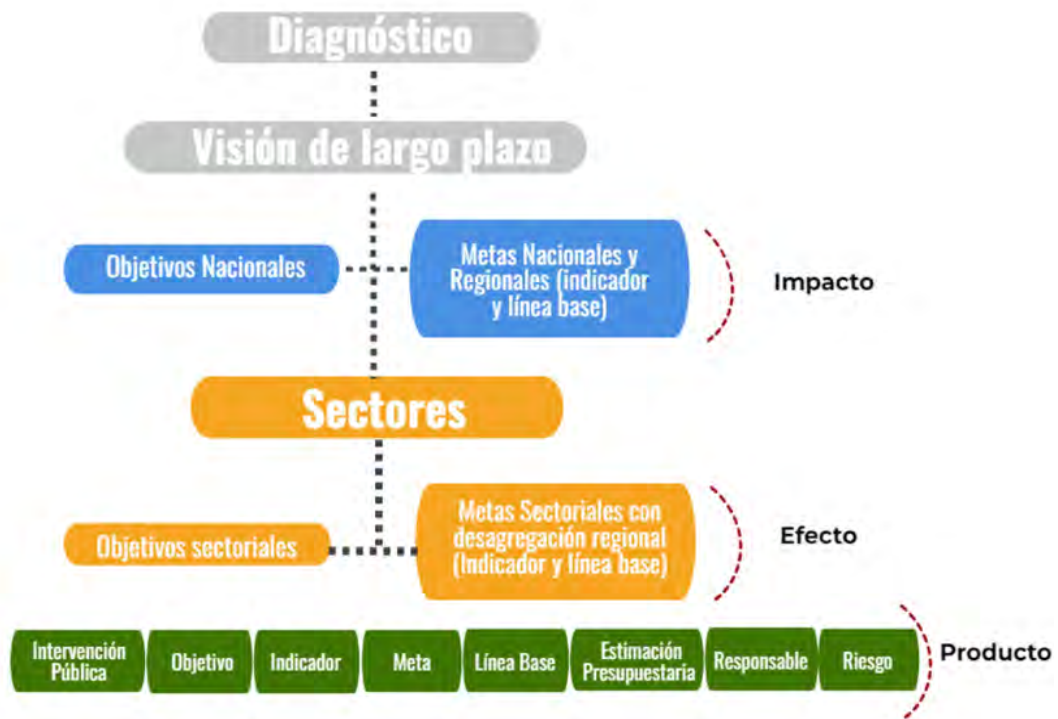 Diagnóstico
Visión de largo plazo
Objetivos Nacionales
Metas Nacionales y
Regionales (indicador
y línea base)
Impacto
Sectores
Objetivos sectoriales
Metas Sectoriales con
desagregación regional
(Indicador y línea base)
Efecto
Intervención
Pública
Objetivo
Indicador
Meta
Línea Base
Estimación
Presupuestaria
Responsable
Riesgo
Producto